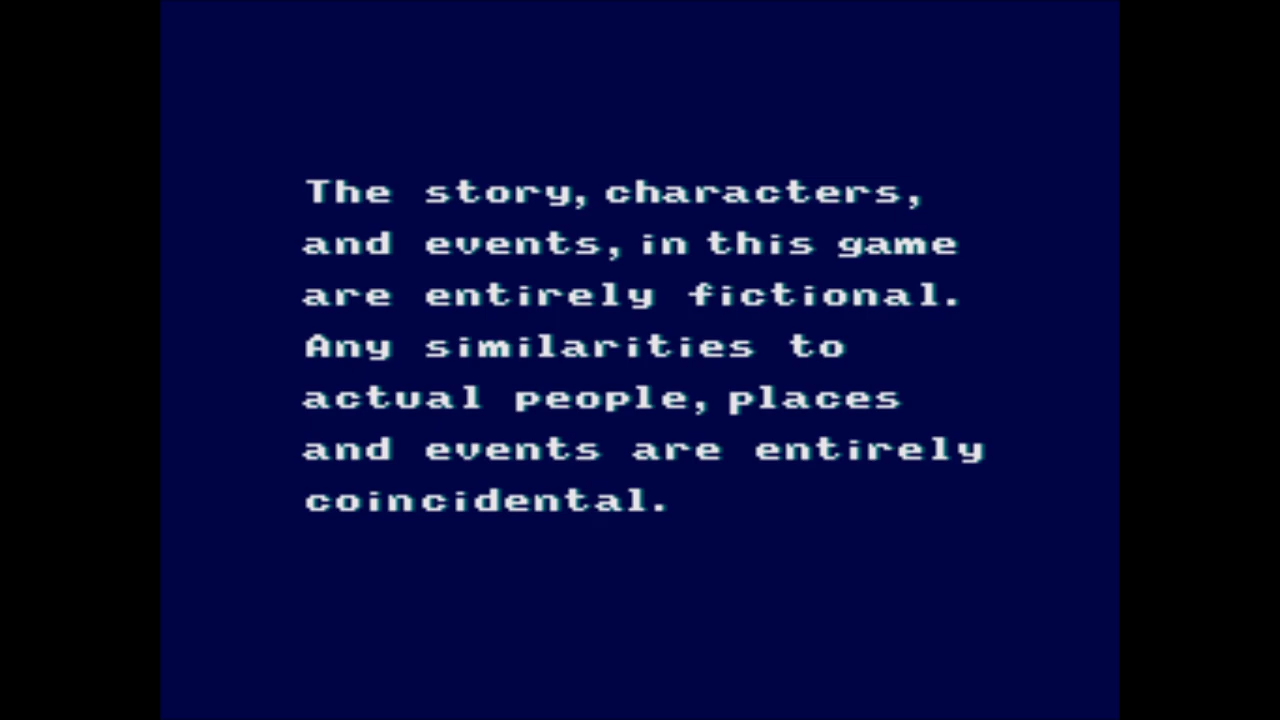 The story, characters,
and events, in this game
are entirely fictional.
Any similarities to
actual people, places
and events are entirely
coincidental.